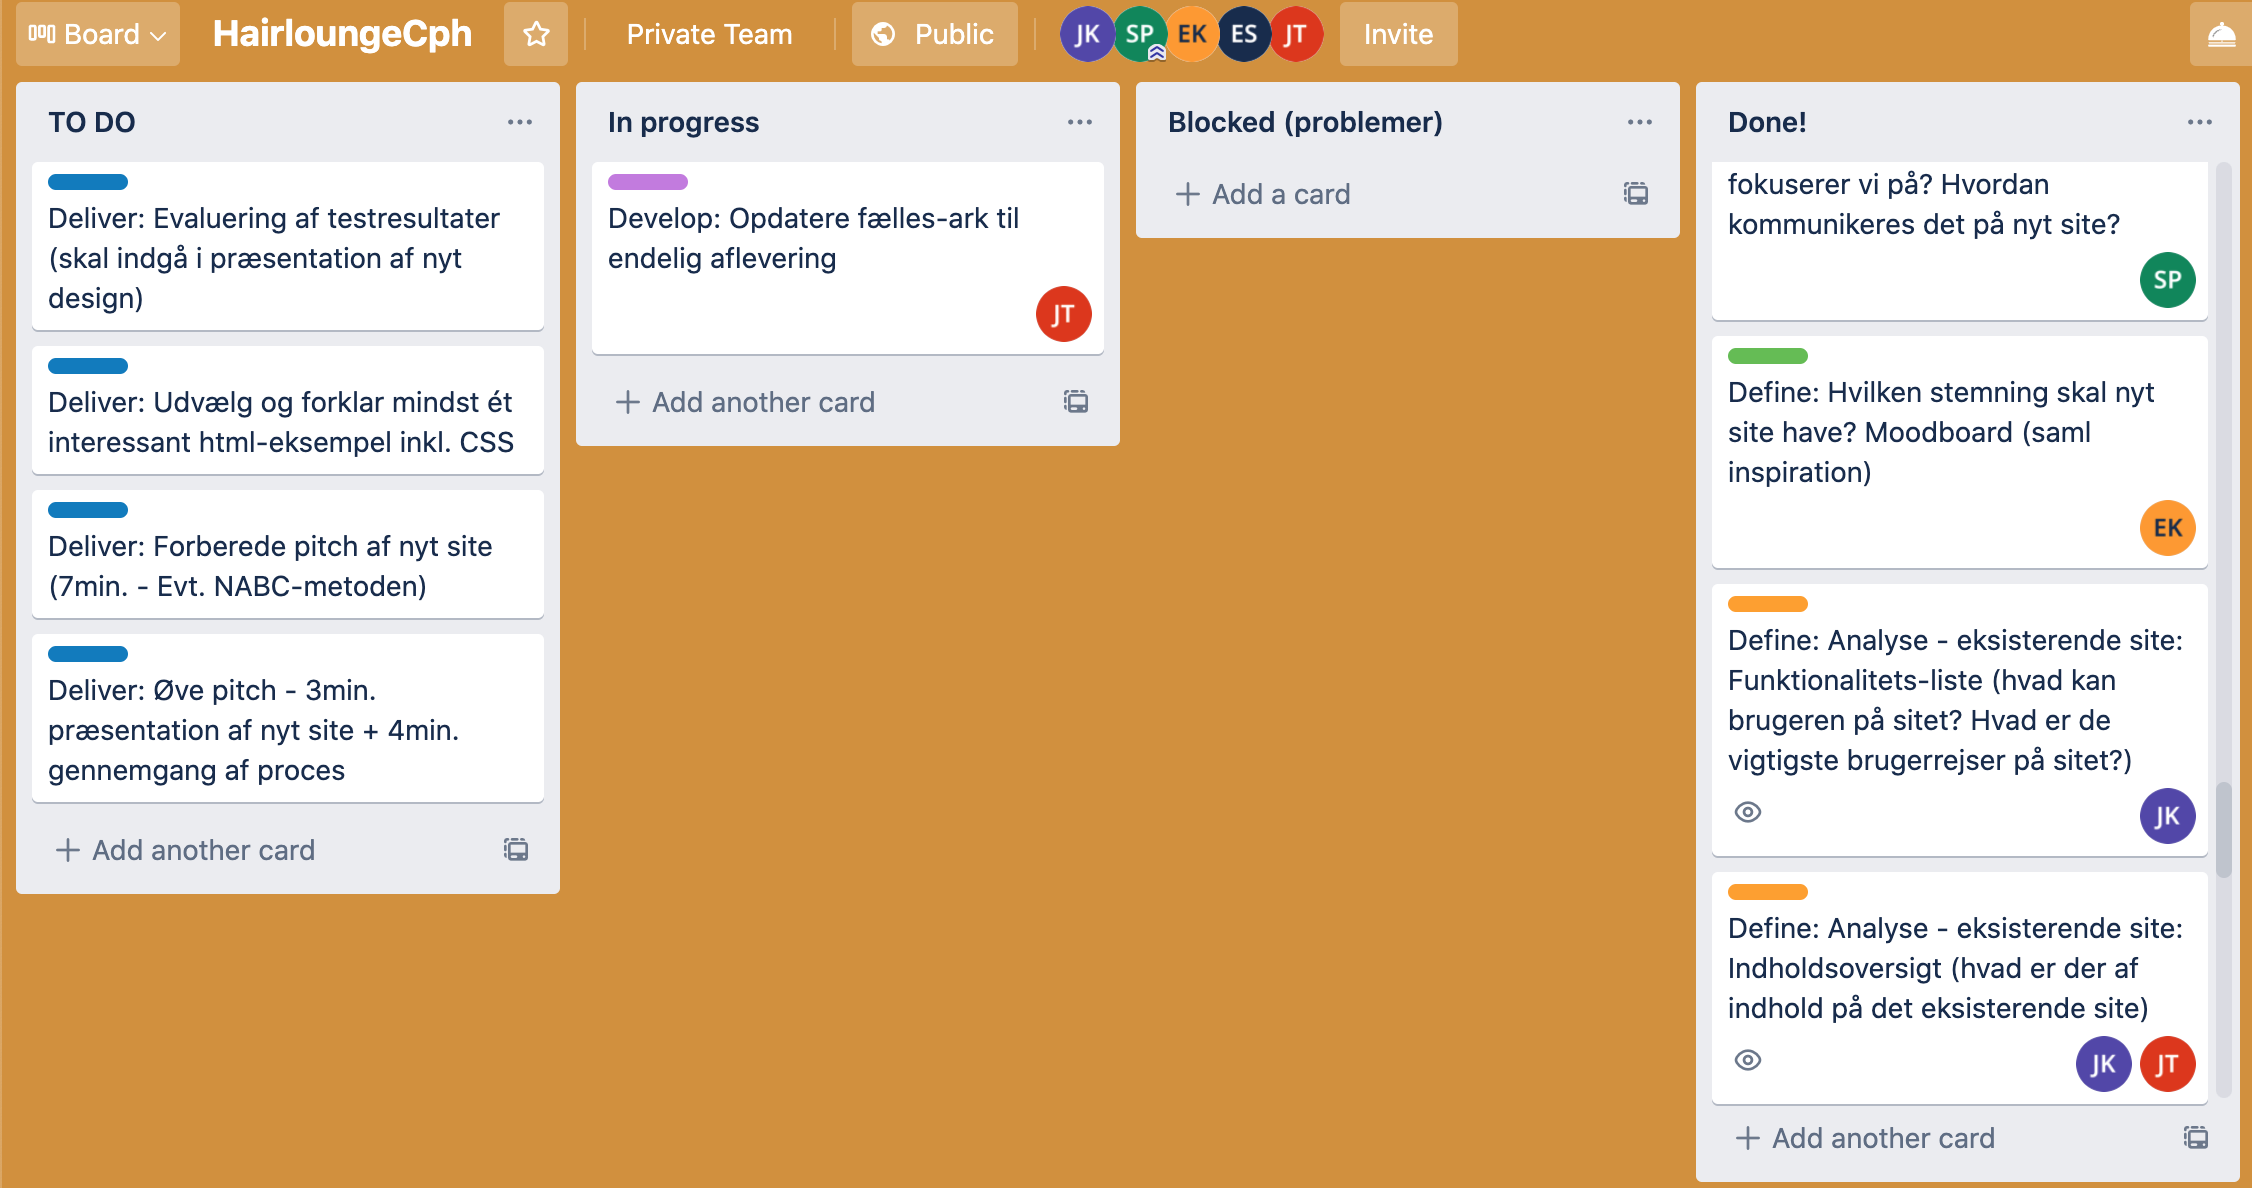 Board
HairloungeCph
Private Team
Public
JK SP EK ES JT
Invite
TO DO
Deliver: Evaluering af testresultater
(skal indgå i præsentation af nyt
design)
Deliver: Udvælg og forklar mindst ét
interessant html-eksempel inkl. CSS
Deliver: Forberede pitch af nyt site
(7min. - Evt. NABC-metoden)
Deliver: Øve pitch - 3min.
præsentation af nyt site + 4min.
gennemgang af proces
+ Add another card
In progress
Develop: Opdatere fælles-ark til
endelig aflevering
JT
+ Add another card
Blocked (problemer)
+ Add a card
Done!
fokuserer vi på? Hvordan
kommunikeres det på nyt site?
SP
Define: Hvilken stemning skal nyt
site have? Moodboard (saml
inspiration)
EK
Define: Analyse - eksisterende site:
Funktionalitets-liste (hvad kan
brugeren på sitet? Hvad er de
vigtigste brugerrejser på sitet?)
JK
Define: Analyse - eksisterende site:
Indholdsoversigt (hvad er der af
indhold på det eksisterende site)
JK JT
+ Add another card